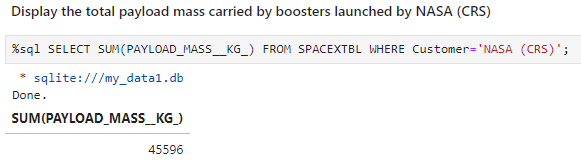 Display the total payload mass carried by boosters launched by NASA (CRS)
%sql SELECT SUM(PAYLOAD_MASS__KG_) FROM SPACEXTBL WHERE Customer='NASA (CRS)';
* sqlite:///my_data1.db
Done.
SUM(PAYLOAD_MASS__KG_)
45596